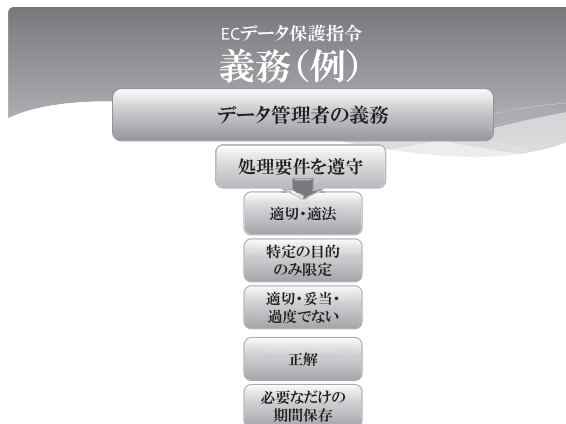 ECデータ保護指令
義務（例）
データ管理者の義務
処理要件を遵守
適切・適法
特定の目的
のみ限定
適切・妥当・
過度でない
正解
必要なだけの
期間保存